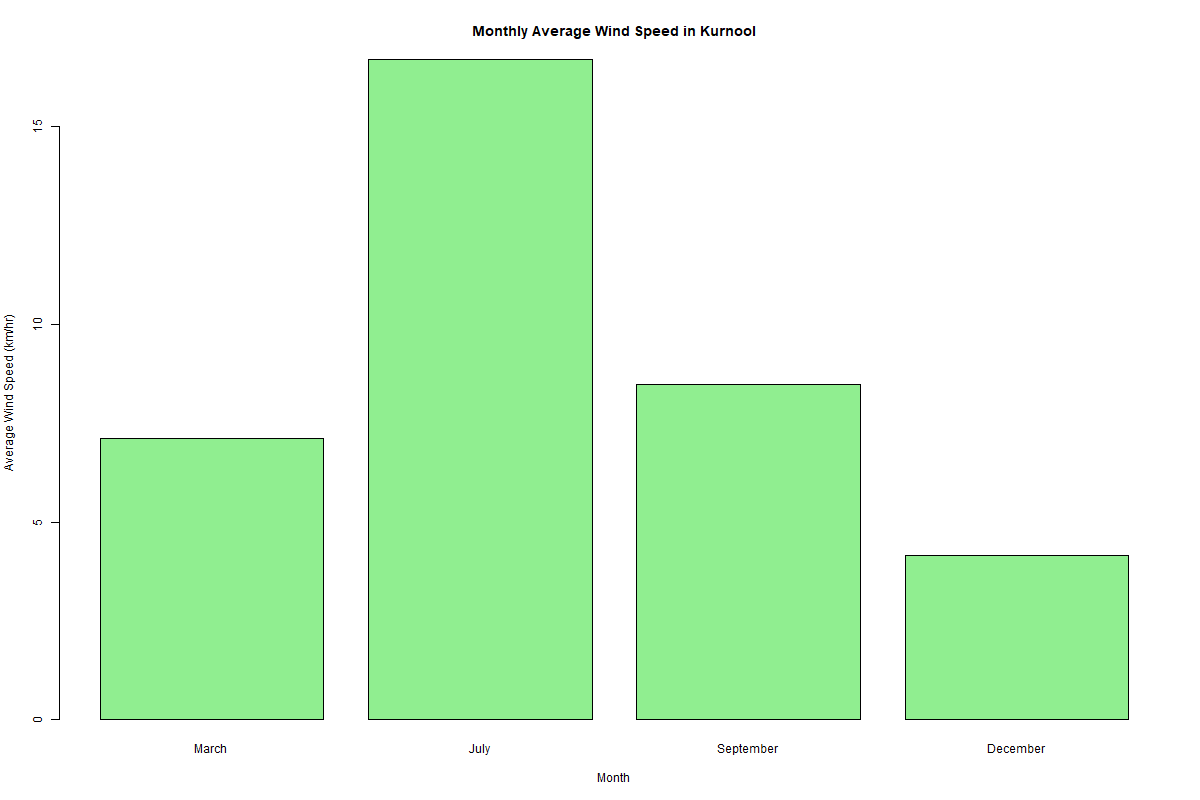 Monthly Average Wind Speed in Kurnool
Average Wind Speed (km/hr)
15
10
5
0
March
July
September
December
Month